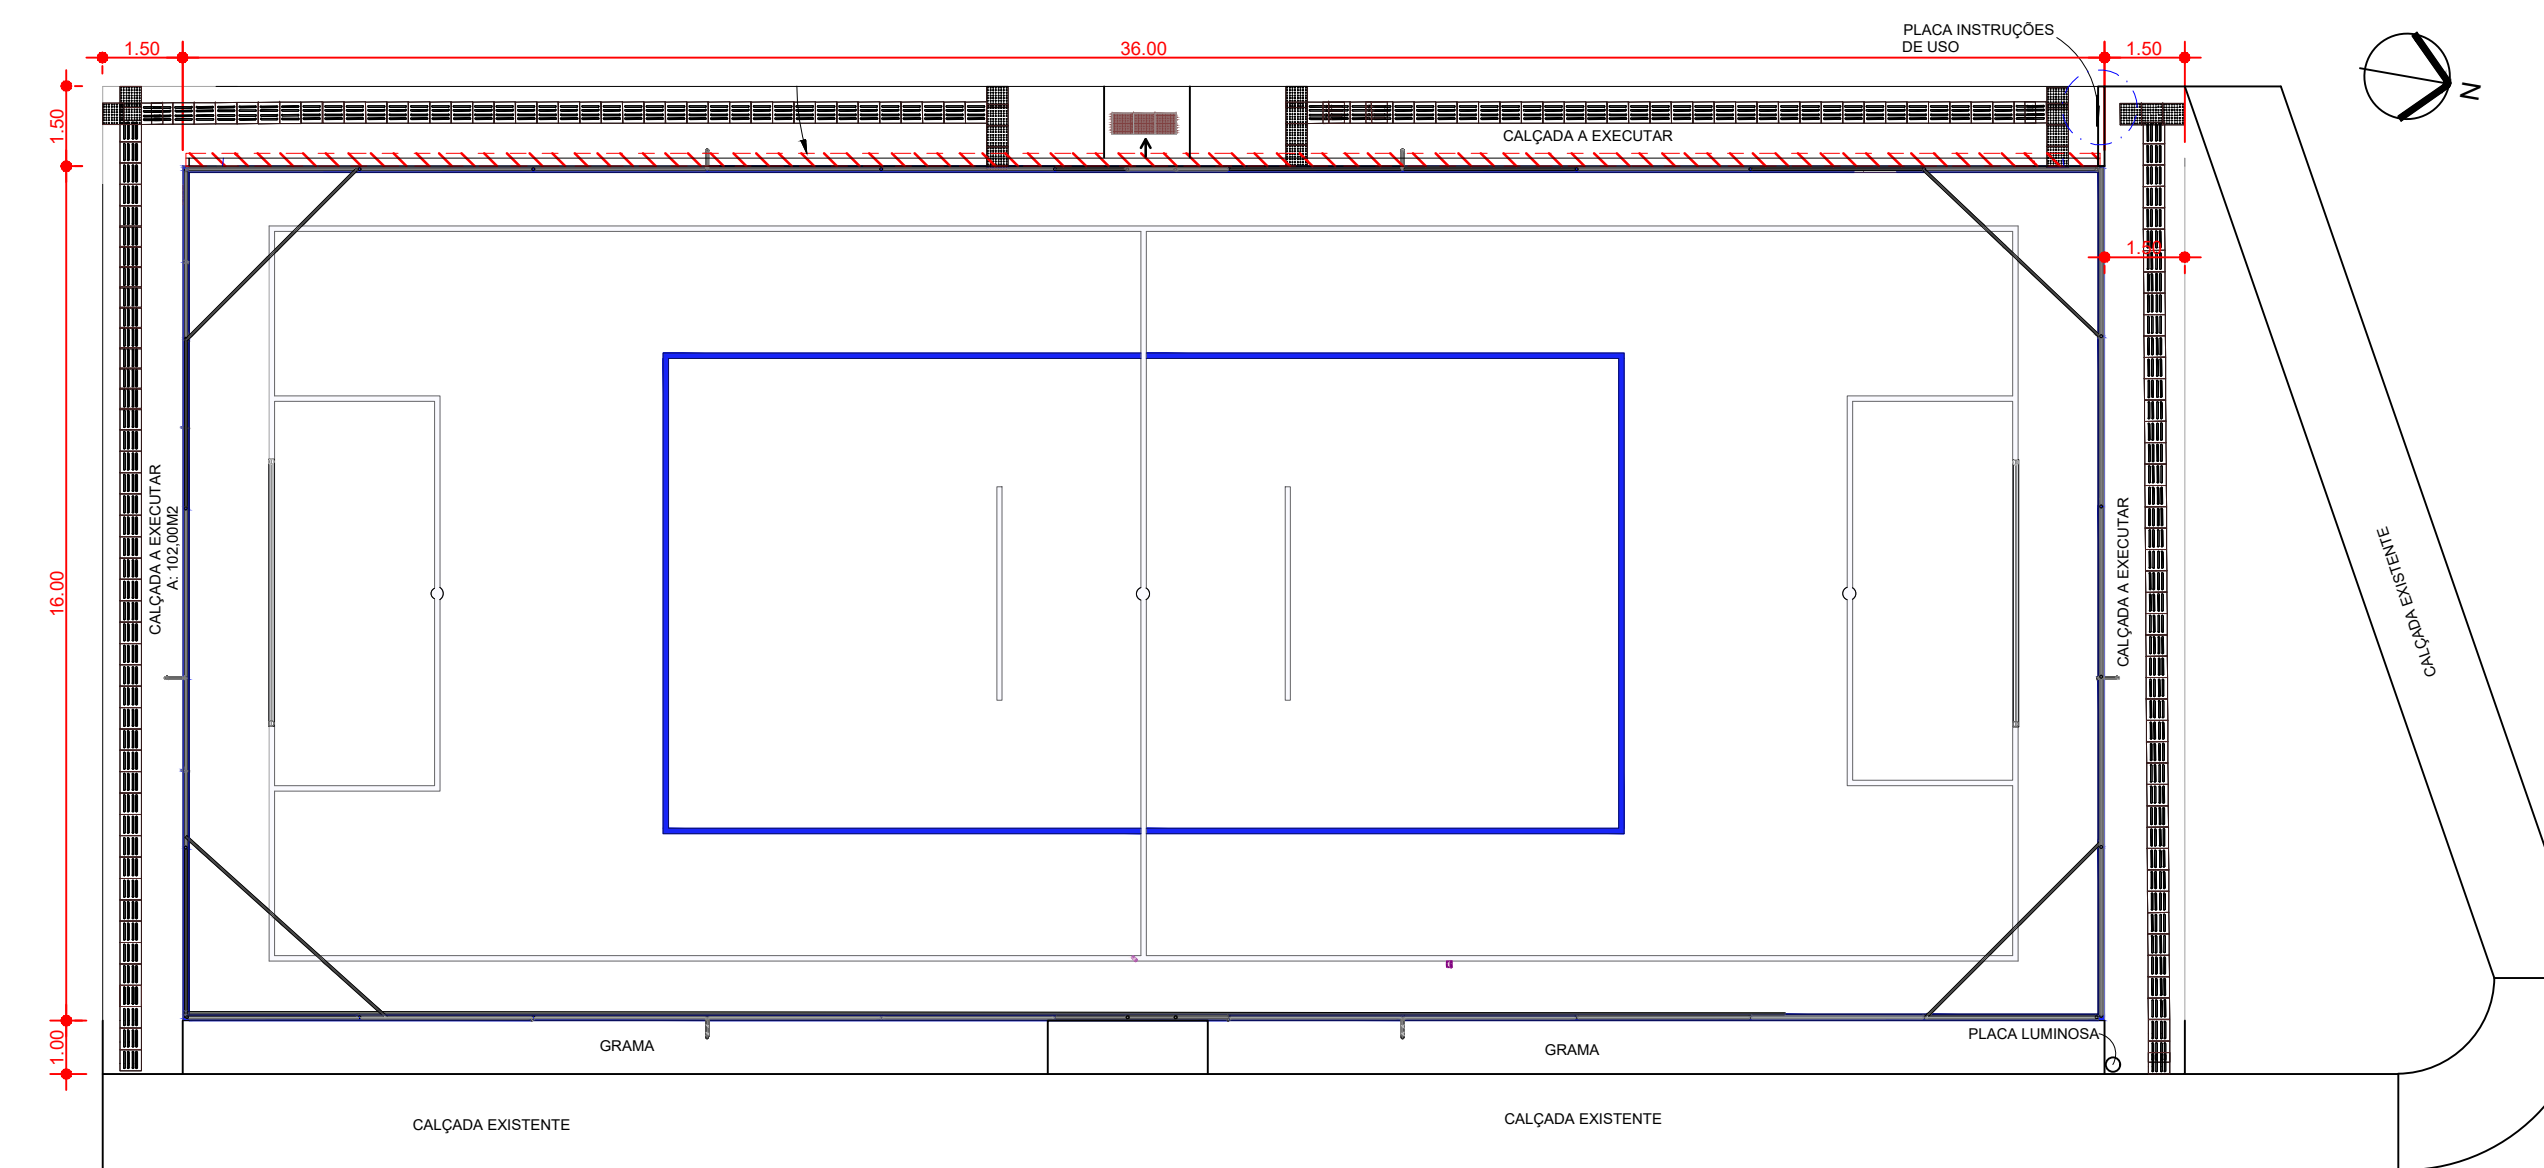 PLACA INSTRUÇÕES
DE USO
1.50
36.00
1.50
N
1.50
CALÇADA A EXECUTAR
1.50
CALÇADA A EXECUTAR
A: 102,00M2
16.00
CALÇADA A EXECUTAR
CALÇADA EXISTENTE
1.00
GRAMA
GRAMA
PLACA LUMINOSA
CALÇADA EXISTENTE
CALÇADA EXISTENTE